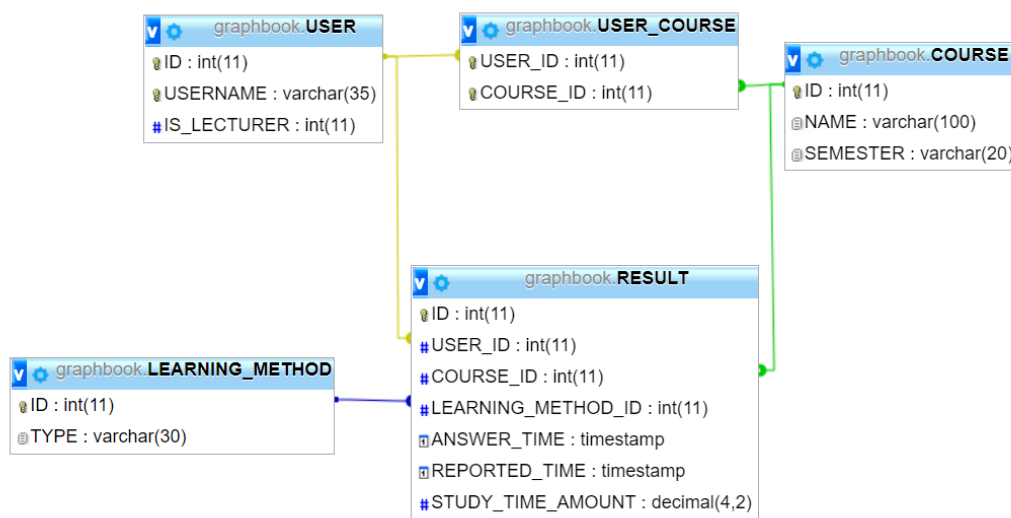 graphbook.USER
ID : int(11)
USERNAME : varchar(35)
#IS_LECTURER : int(11)
graphbook.USER_COURSE
USER_ID : int(11)
COURSE_ID : int(11)
graphbook.COURSE
ID : int(11)
NAME : varchar(100)
SEMESTER : varchar(20)
graphbook.RESULT
ID : int(11)
#USER_ID : int(11)
#COURSE_ID : int(11)
#LEARNING_METHOD_ID : int(11)
ANSWER_TIME : timestamp
REPORTED_TIME : timestamp
#STUDY_TIME_AMOUNT : decimal(4,2)
graphbook.LEARNING_METHOD
ID : int(11)
TYPE : varchar(30)